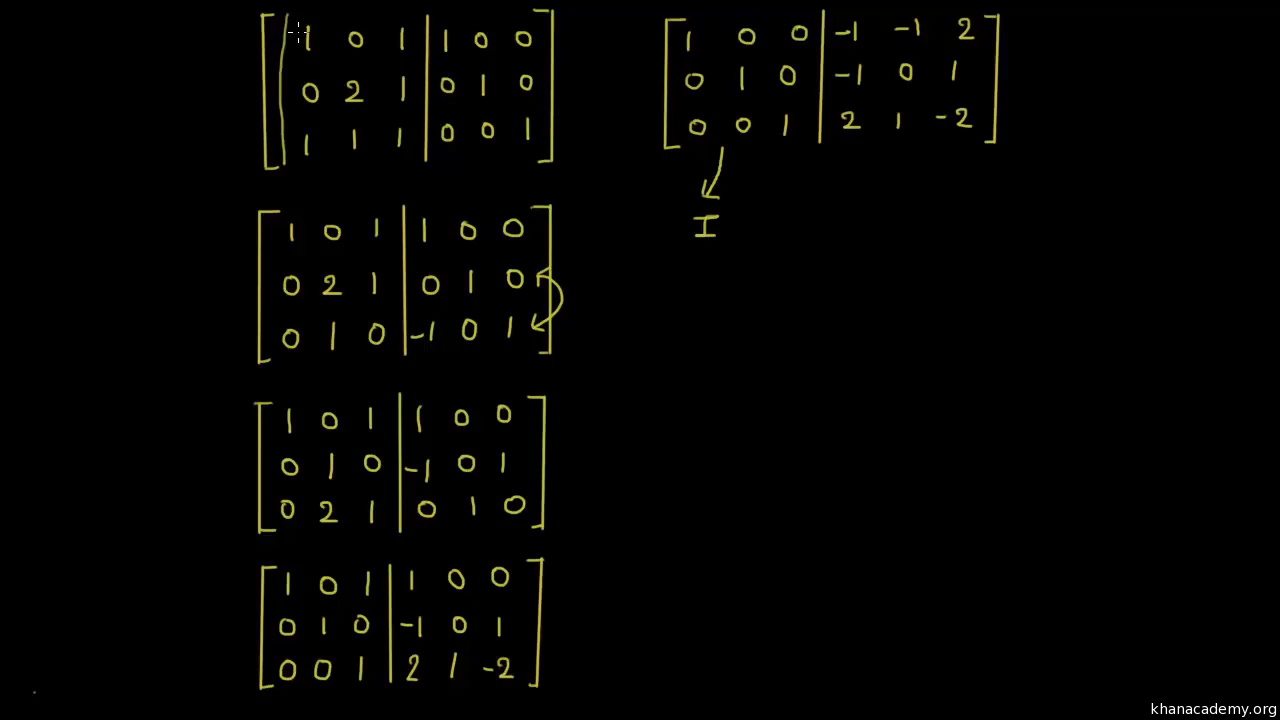 1 0 1 | 1 0 0
0 2 1 | 0 1 0
1 1 1 | 0 0 1
1 0 1 | 1 0 0
0 2 1 | 0 1 0
0 1 0 | -1 0 1
1 0 1 | 1 0 0
0 1 0 | -1 0 1
0 2 1 | 0 1 0
1 0 1 | 1 0 0
0 1 0 | -1 0 1
0 0 1 | 2 1 -2
1 0 0 | -1 -1 2
0 1 0 | -1 0 1
0 0 1 | 2 1 -2
I
khanacademy.org